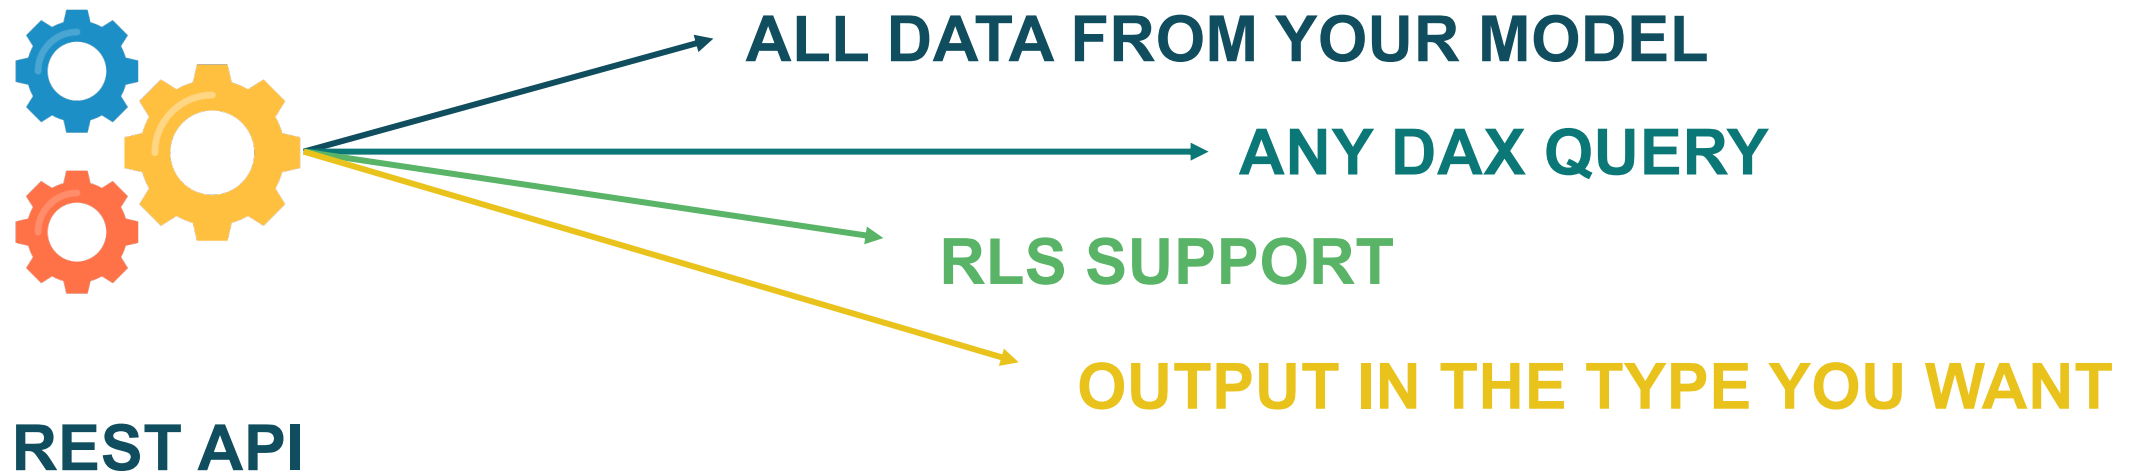 ALL DATA FROM YOUR MODEL
ANY DAX QUERY
RLS SUPPORT
OUTPUT IN THE TYPE YOU WANT
REST API